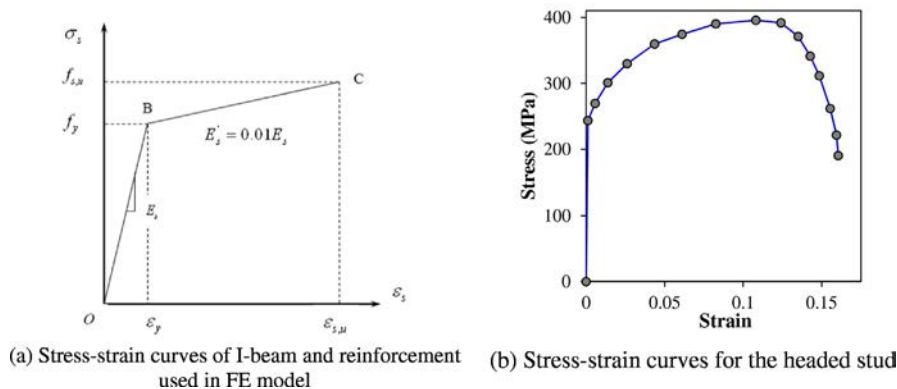 σₛ
fₛ,ᵤ
C
B
f_y
E'ₛ = 0.01Eₛ
Eₛ
O
ε_y
εₛ,ᵤ
εₛ
(a) Stress-strain curves of I-beam and reinforcement
used in FE model
400
300
200
100
0
Stress (MPa)
0
0.05
0.1
0.15
Strain
(b) Stress-strain curves for the headed stud